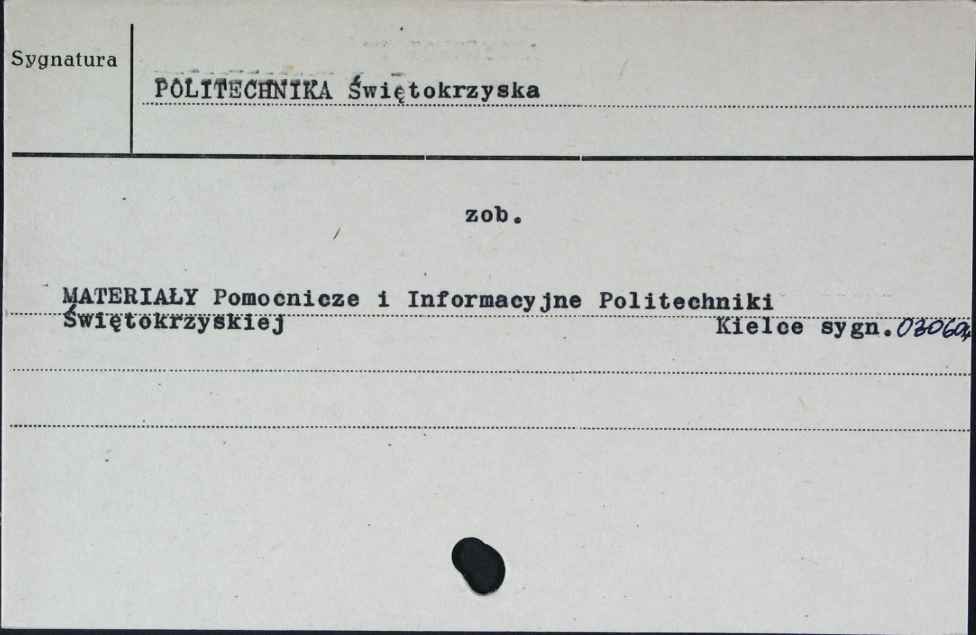 Sygnatura
POLITECHNIKA Świętokrzyska
zob.
MATERIAŁY Pomocnicze i Informacyjne Politechniki
Świętokrzyskiej Kielce sygn.